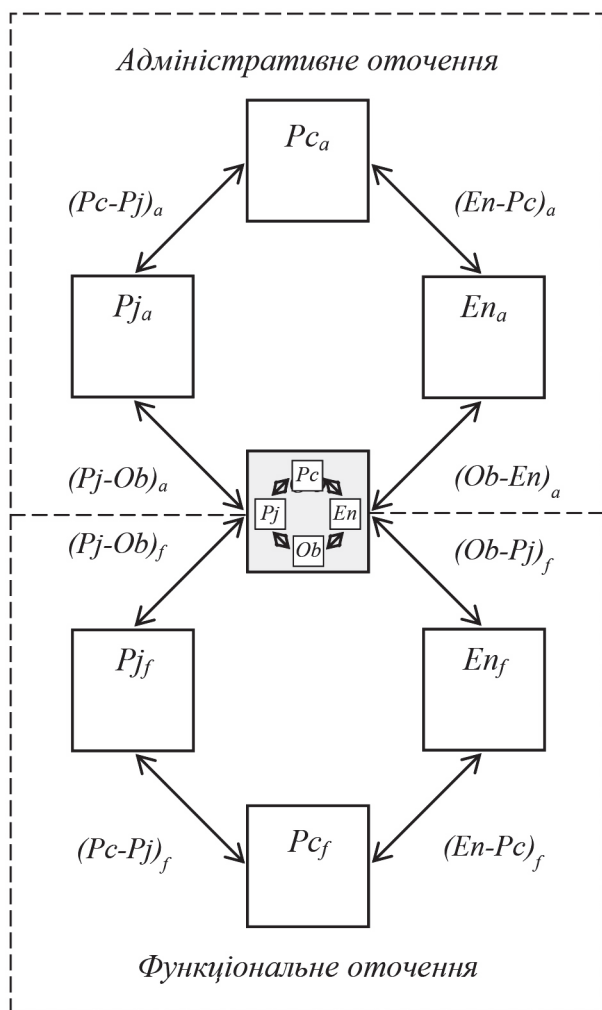 Адміністративне оточення
Pcₐ
(Pc-Pj)ₐ
(En-Pc)ₐ
Pjₐ
Enₐ
(Pj-Ob)ₐ
(Ob-En)ₐ
Pc
Pj
En
Ob
(Pj-Ob)f
(Ob-Pj)f
Pjf
Enf
(Pc-Pj)f
(En-Pc)f
Pcf
Функціональне оточення